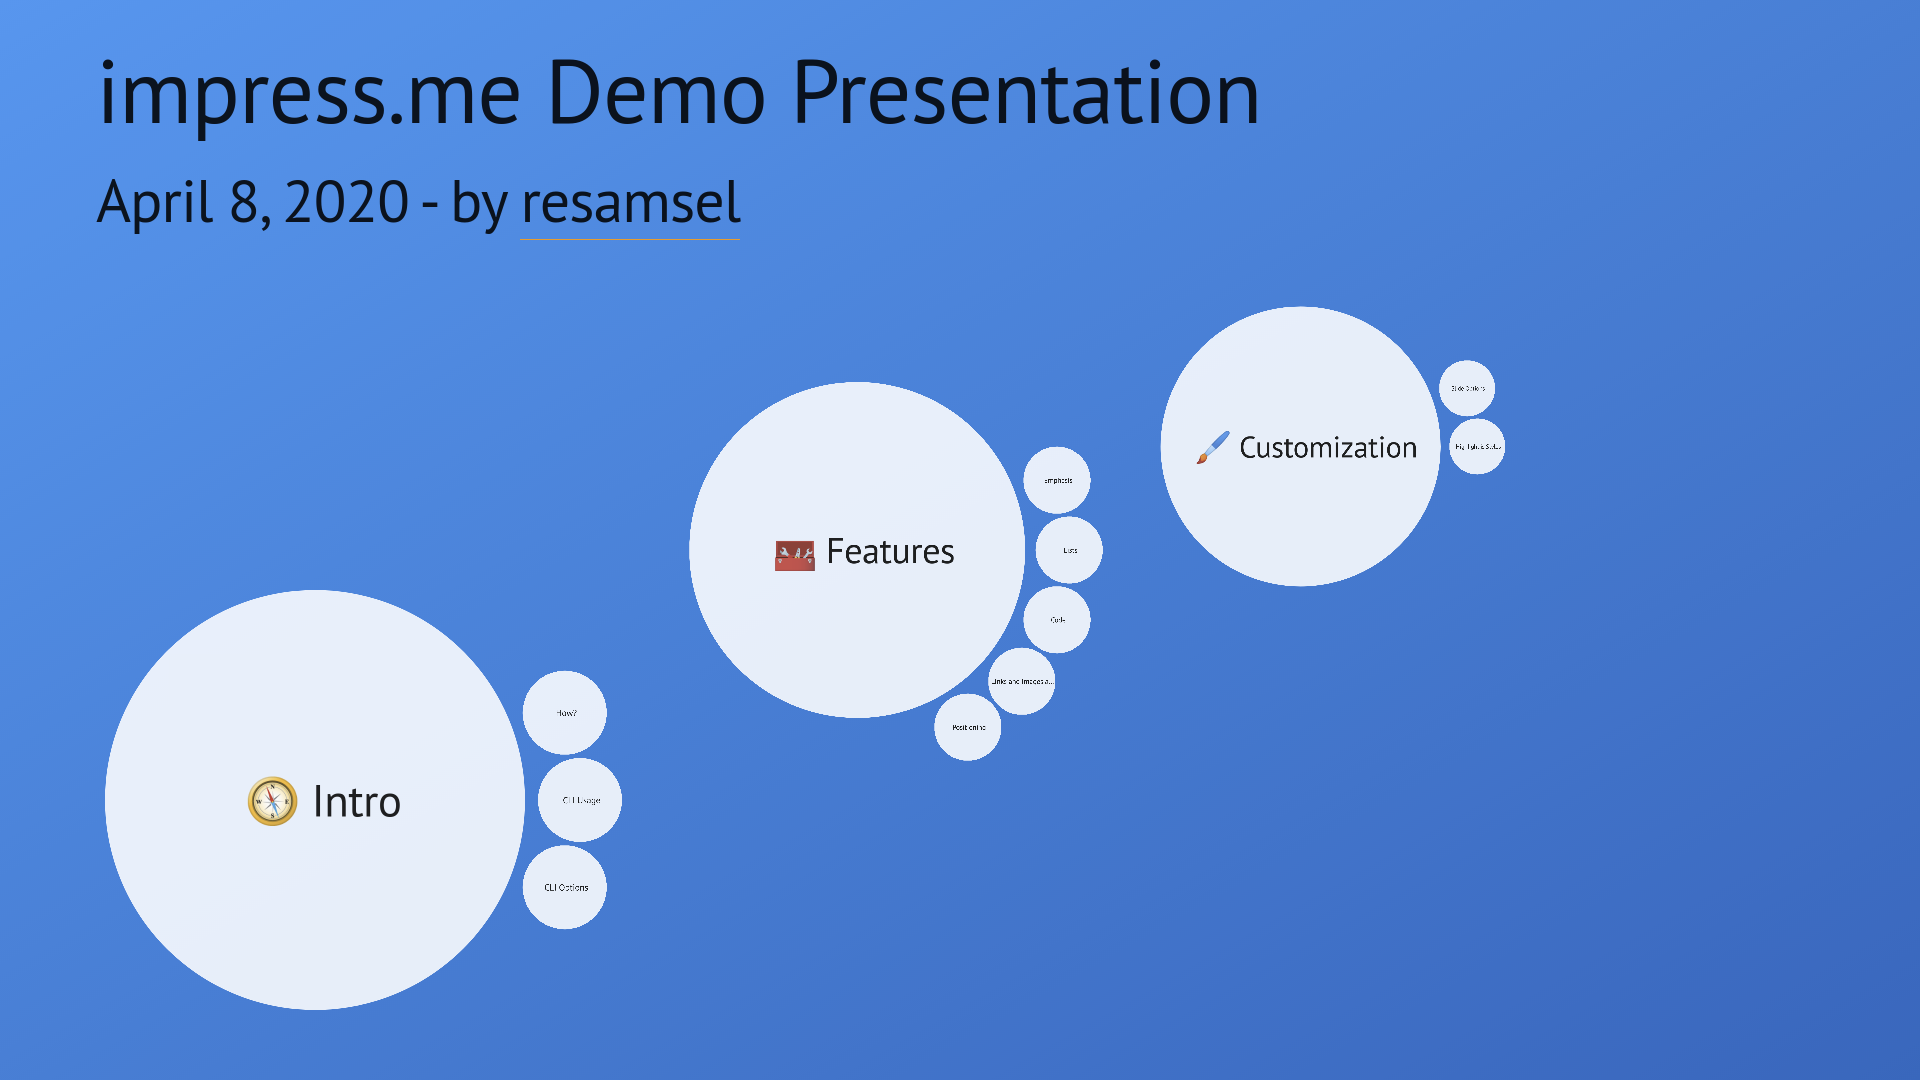 impress.me Demo Presentation
April 8, 2020 - by resamsel
Intro
How?
CLI Usage
CLI Options
Features
Emphasis
Lists
Code
Links and Images a...
Positioning
Customization
Slide Options
Highlight & Styles